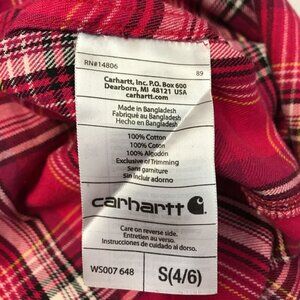 RN#14806 89
Carhartt, Inc. P.O. Box 600
Dearborn, MI 48121 USA
carhartt.com
Made in Bangladesh
Fabriqué au Bangladesh
Hecho en Bangladesh
100% Cotton
100% Coton
100% Algodón
Exclusive of Trimming
Sans garniture
sin incluir adorno
carhartt
Care on reverse side.
Entretien au verso.
Instrucciones de cuidado al dorso.
WS007 648 S(4/6)